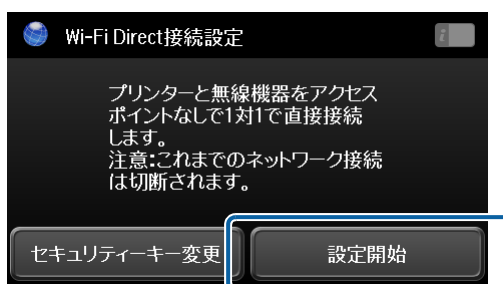 Wi-Fi Direct接続設定
i
プリンターと無線機器をアクセス
ポイントなしで1対1で直接接続
します。
注意:これまでのネットワーク接続
は切断されます。
セキュリティーキー変更
設定開始